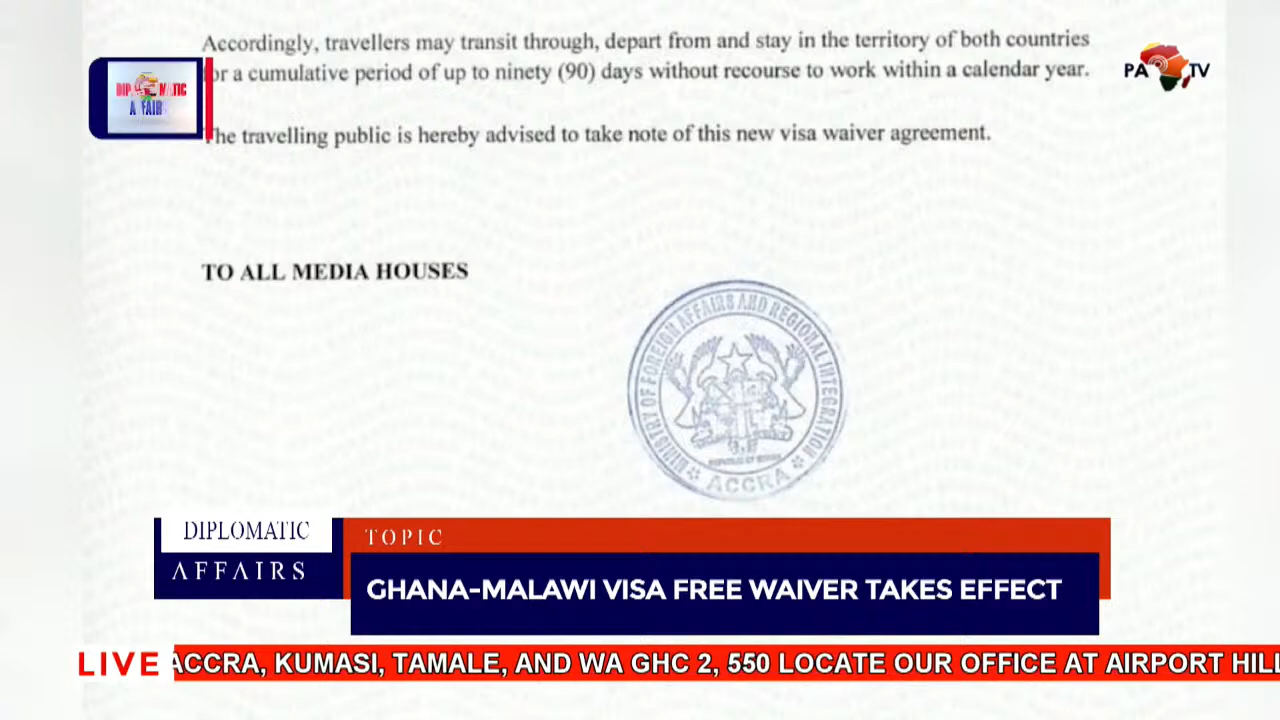 Accordingly, travellers may transit through, depart from and stay in the territory of both countries
or a cumulative period of up to ninety (90) days without recourse to work within a calendar year.
The travelling public is hereby advised to take note of this new visa waiver agreement.
PA TV
TO ALL MEDIA HOUSES
MINISTRY OF FOREIGN AFFAIRS AND REGIONAL INTEGRATION
ACCRA
DIPLOMATIC
AFFAIRS
TOPIC
GHANA-MALAWI VISA FREE WAIVER TAKES EFFECT
LIVE
ACCRA, KUMASI, TAMALE, AND WA GHC 2, 550 LOCATE OUR OFFICE AT AIRPORT HILL